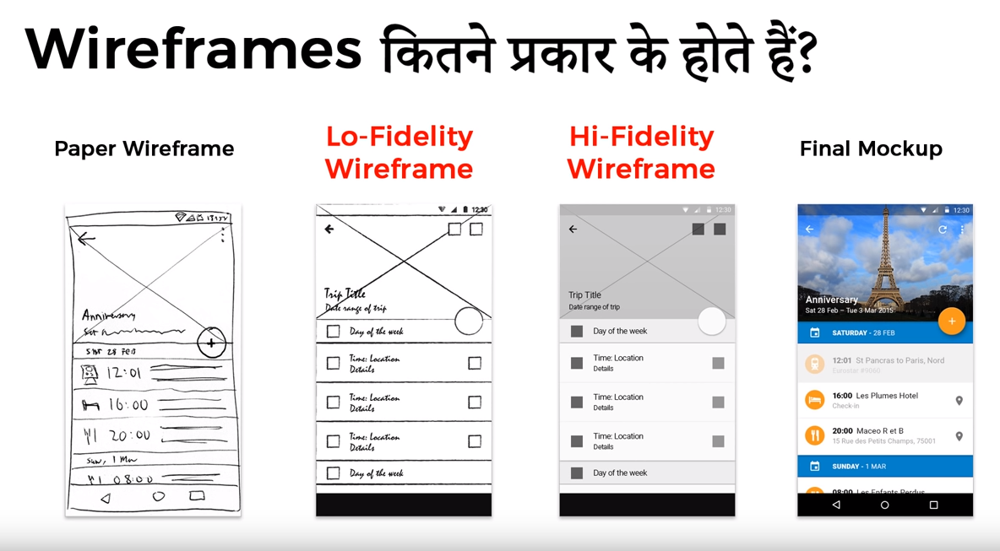 Wireframes कितने प्रकार के होते हैं?
Paper Wireframe
Lo-Fidelity
Wireframe
Hi-Fidelity
Wireframe
Final Mockup
Anniversary
SAT 28 FEB
12:01
16:00
20:00
Sun, 1 Mar
08:00
12:30
Trip Title
Date range of trip
Day of the week
Time: Location
Details
Time: Location
Details
Time: Location
Details
Day of the week
12:30
Trip Title
Date range of trip
Day of the week
Time: Location
Details
Time: Location
Details
Time: Location
Details
Day of the week
12:30
Anniversary
Sat 28 Feb – Tue 3 Mar 2015
SATURDAY - 28 FEB
12:01 St Pancras to Paris, Nord
Eurostar #9060
16:00 Les Plumes Hotel
Check-in
20:00 Maceo R et B
15 Rue des Petits Champs, 75001
SUNDAY - 1 MAR
08:00 Les Enfants Perdus